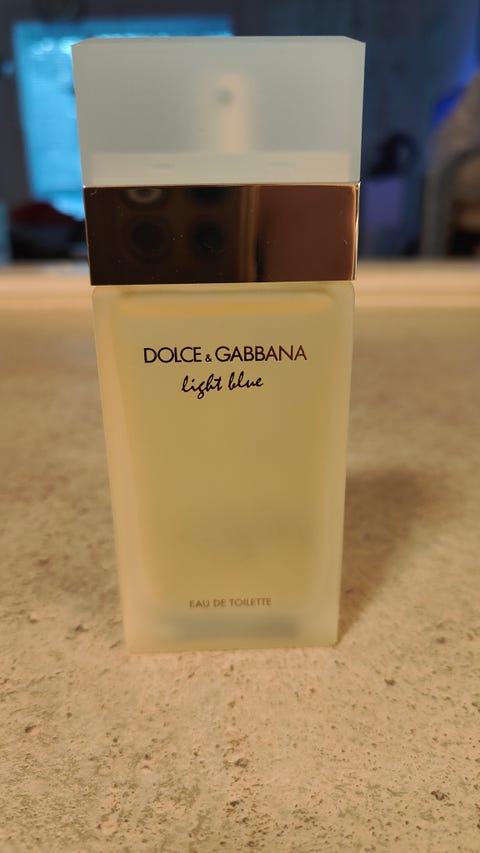 DOLCE & GABBANA
light blue
EAU DE TOILETTE